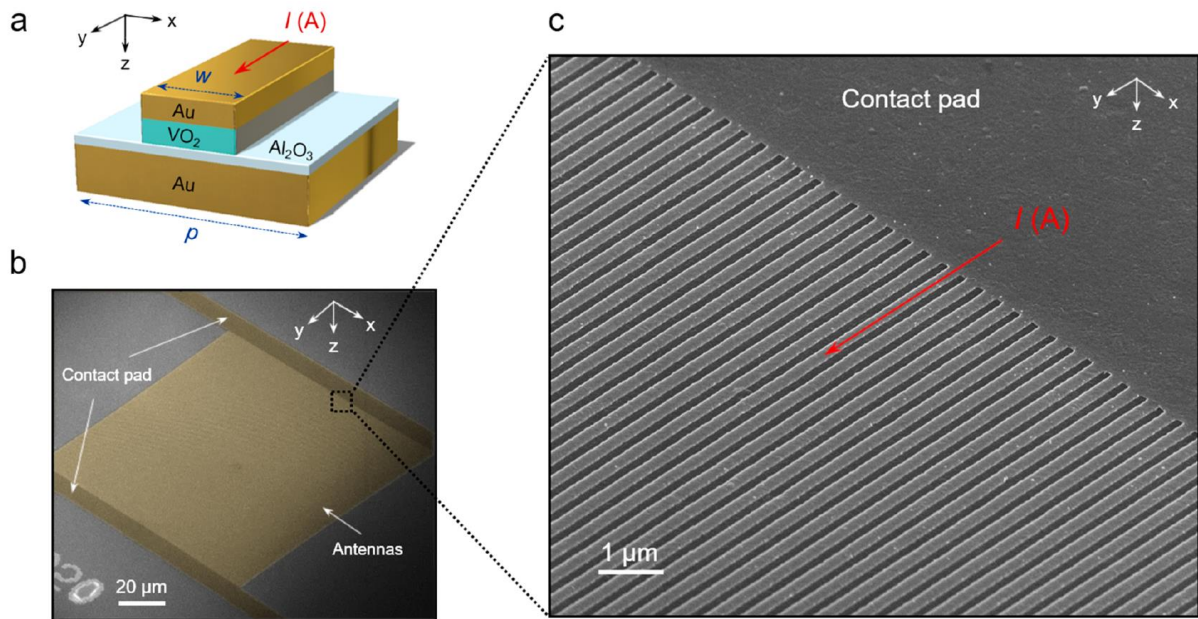 a
y
x
z
I (A)
w
Au
VO₂
Al₂O₃
Au
p
b
y
x
z
Contact pad
Antennas
20 µm
c
Contact pad
y
x
z
I (A)
1 µm